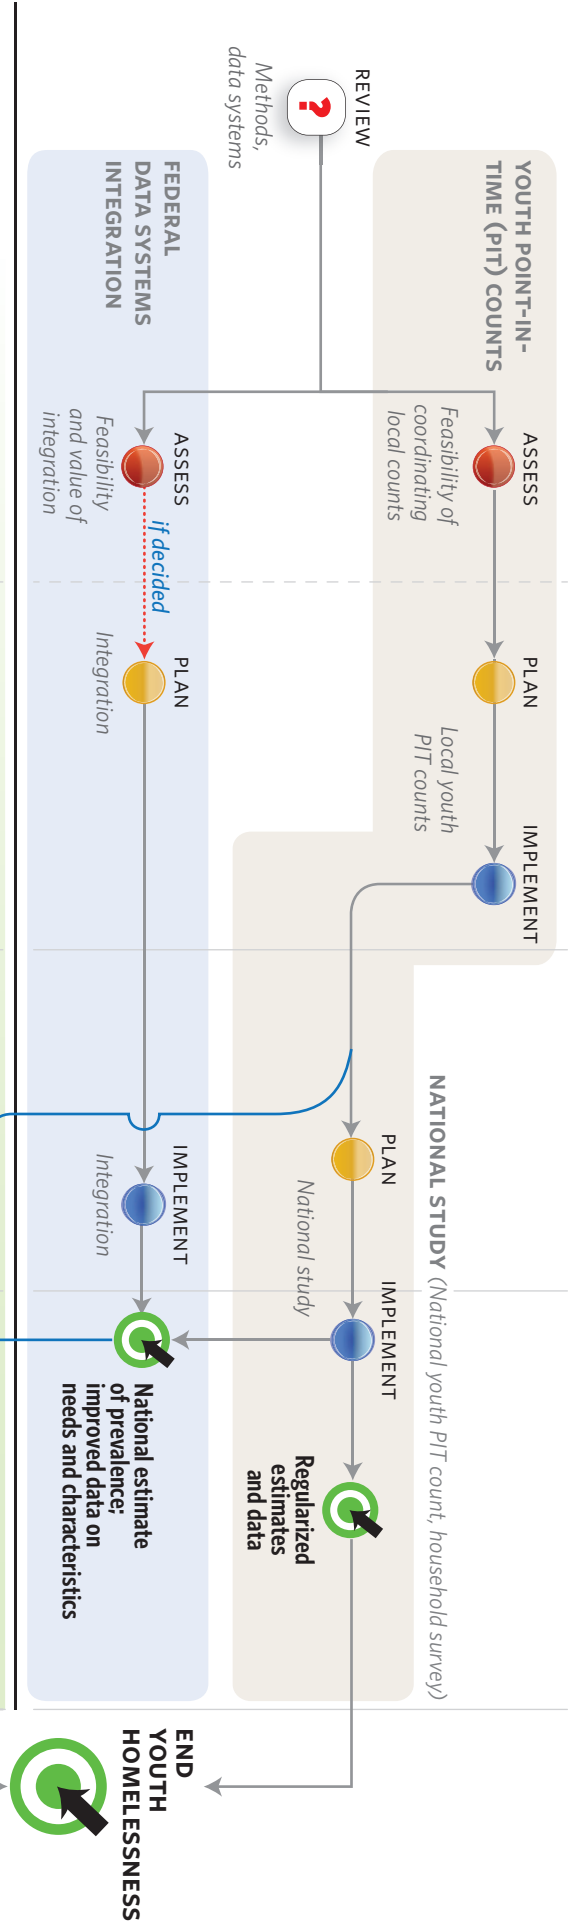 REVIEW
?
Methods,
data systems
YOUTH POINT-IN-
TIME (PIT) COUNTS
ASSESS
Feasibility of
coordinating
local counts
PLAN
Local youth
PIT counts
IMPLEMENT
NATIONAL STUDY (National youth PIT count, household survey)
PLAN
National study
IMPLEMENT
Regularized
estimates
and data
FEDERAL
DATA SYSTEMS
INTEGRATION
ASSESS
Feasibility
and value of
integration
if decided
PLAN
Integration
IMPLEMENT
Integration
National estimate
of prevalence;
improved data on
needs and characteristics
END
YOUTH
HOMELESSNESS